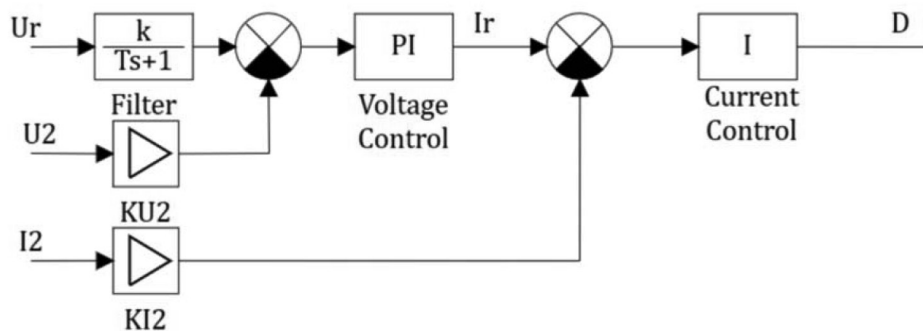 Ur
k
Ts+1
Filter
PI
Voltage
Control
Ir
I
Current
Control
D
U2
KU2
I2
KI2